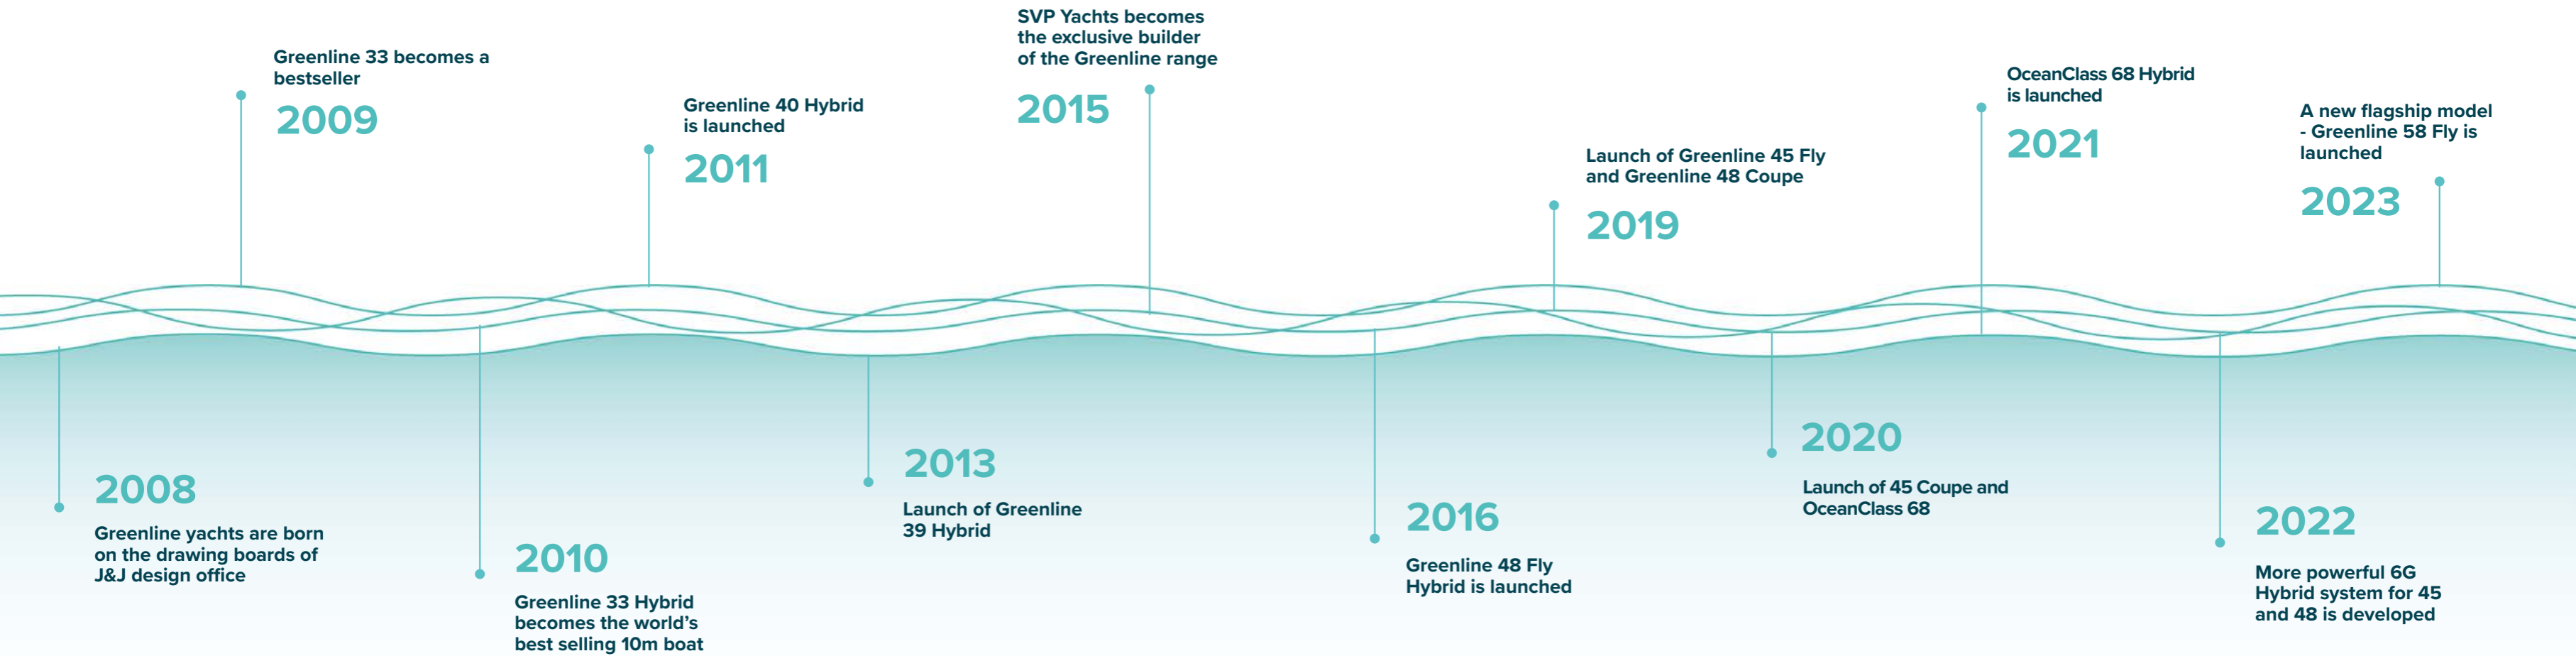 2008
Greenline yachts are born
on the drawing boards of
J&J design office
Greenline 33 becomes a
bestseller
2009
2010
Greenline 33 Hybrid
becomes the world’s
best selling 10m boat
Greenline 40 Hybrid
is launched
2011
2013
Launch of Greenline
39 Hybrid
SVP Yachts becomes
the exclusive builder
of the Greenline range
2015
2016
Greenline 48 Fly
Hybrid is launched
Launch of Greenline 45 Fly
and Greenline 48 Coupe
2019
2020
Launch of 45 Coupe and
OceanClass 68
OceanClass 68 Hybrid
is launched
2021
2022
More powerful 6G
Hybrid system for 45
and 48 is developed
A new flagship model
- Greenline 58 Fly is
launched
2023